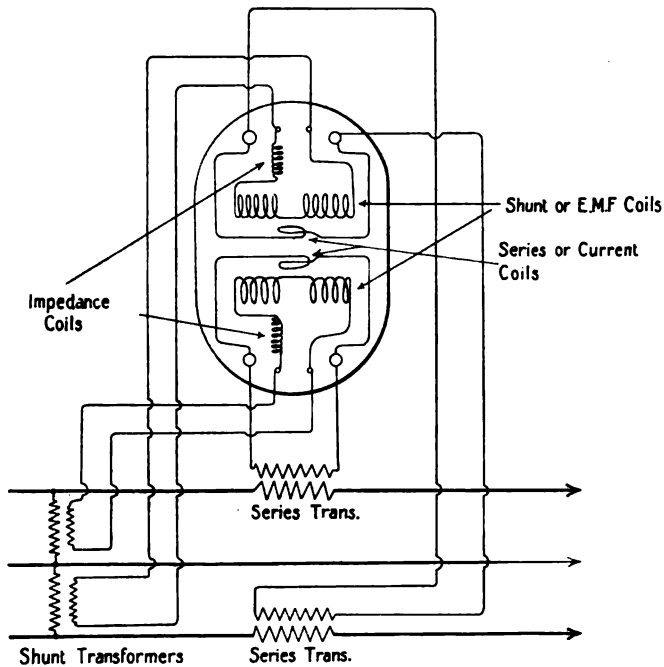 Shunt or E.M.F Coils
Series or Current
Coils
Impedance
Coils
Series Trans.
Shunt Transformers
Series Trans.